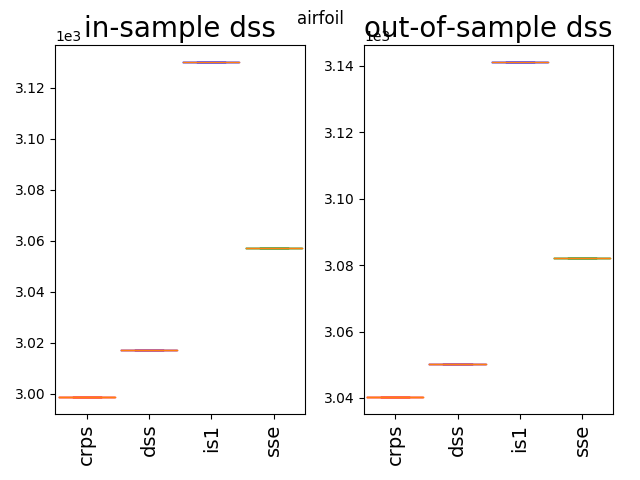 airfoil
in-sample dss
1e3
3.12
3.10
3.08
3.06
3.04
3.02
3.00
crps
dss
is1
sse
out-of-sample dss
1e3
3.14
3.12
3.10
3.08
3.06
3.04
crps
dss
is1
sse